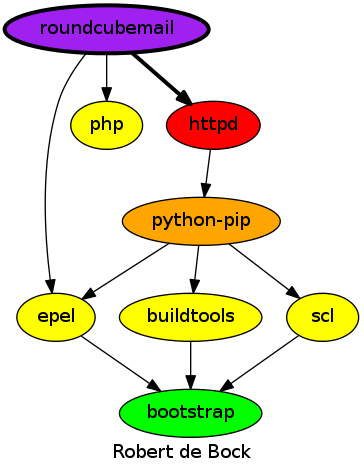 roundcubemail
php
httpd
python-pip
epel
buildtools
scl
bootstrap
Robert de Bock